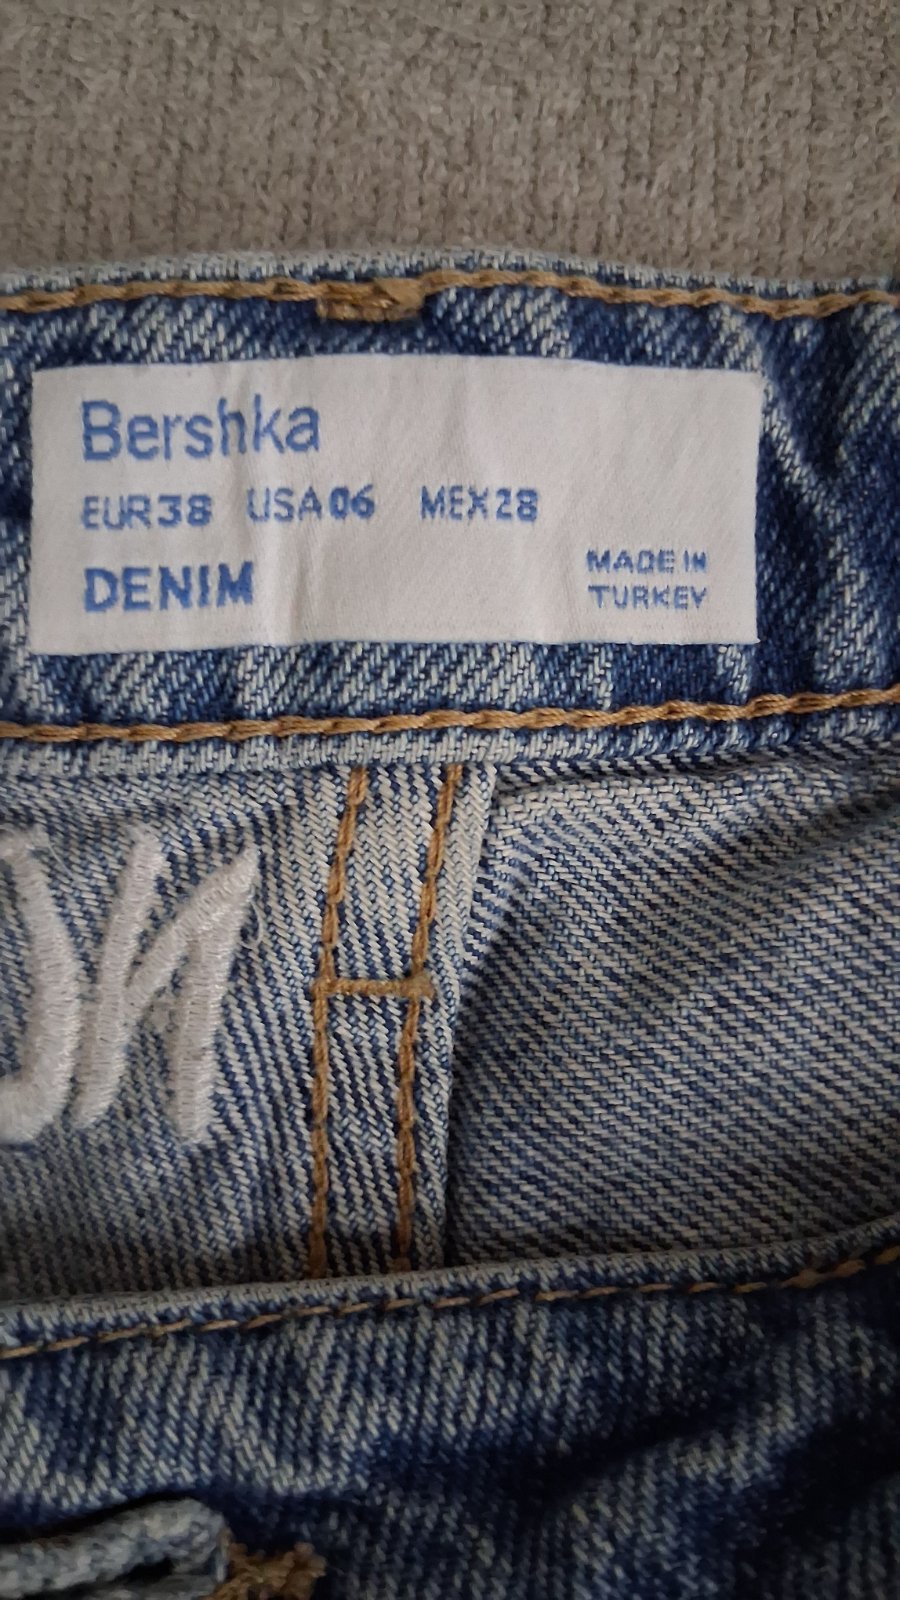 Bershka
EUR38 USA06 MEX28
DENIM
MADE IN
TURKEY